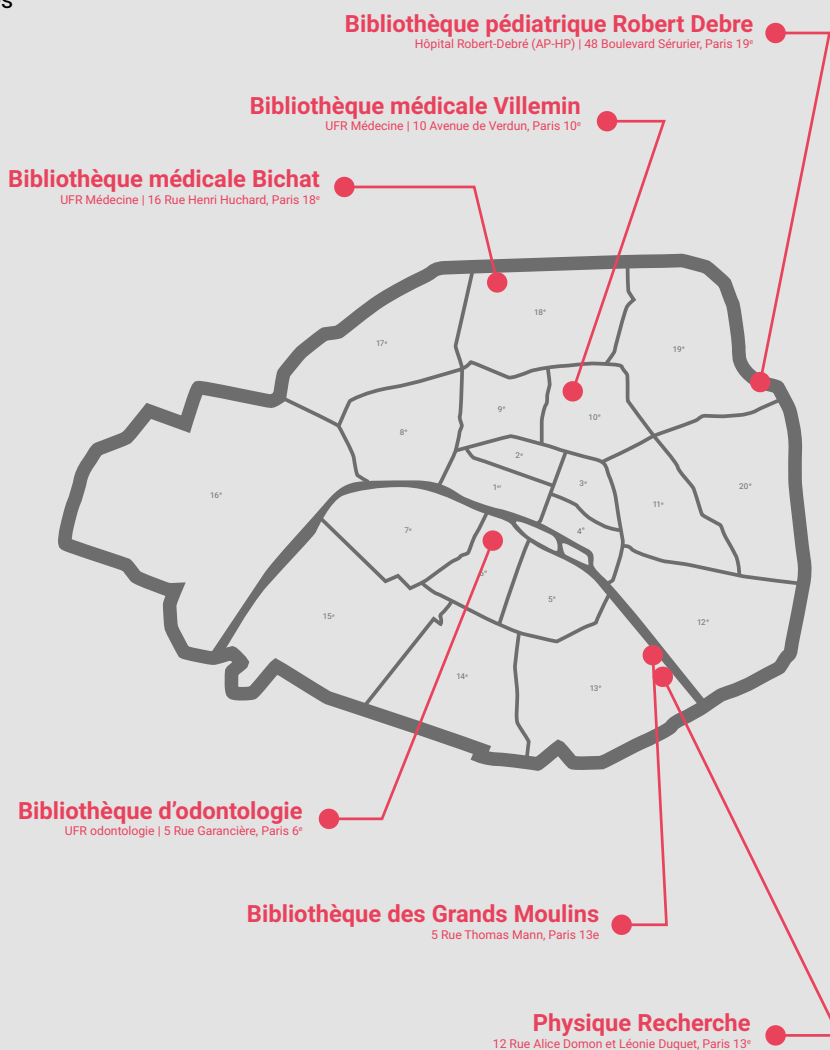 Bibliothèque pédiatrique Robert Debre
Hôpital Robert-Debré (AP-HP) | 48 Boulevard Sérurier, Paris 19ᵉ
Bibliothèque médicale Villemin
UFR Médecine | 10 Avenue de Verdun, Paris 10ᵉ
Bibliothèque médicale Bichat
UFR Médecine | 16 Rue Henri Huchard, Paris 18ᵉ
18ᵉ
17ᵉ
19ᵉ
9ᵉ
10ᵉ
8ᵉ
2ᵉ
3ᵉ
1ᵉʳ
20ᵉ
16ᵉ
11ᵉ
7ᵉ
4ᵉ
6ᵉ
5ᵉ
15ᵉ
12ᵉ
14ᵉ
13ᵉ
Bibliothèque d’odontologie
UFR odontologie | 5 Rue Garancière, Paris 6ᵉ
Bibliothèque des Grands Moulins
5 Rue Thomas Mann, Paris 13e
Physique Recherche
12 Rue Alice Domon et Léonie Duquet, Paris 13ᵉ